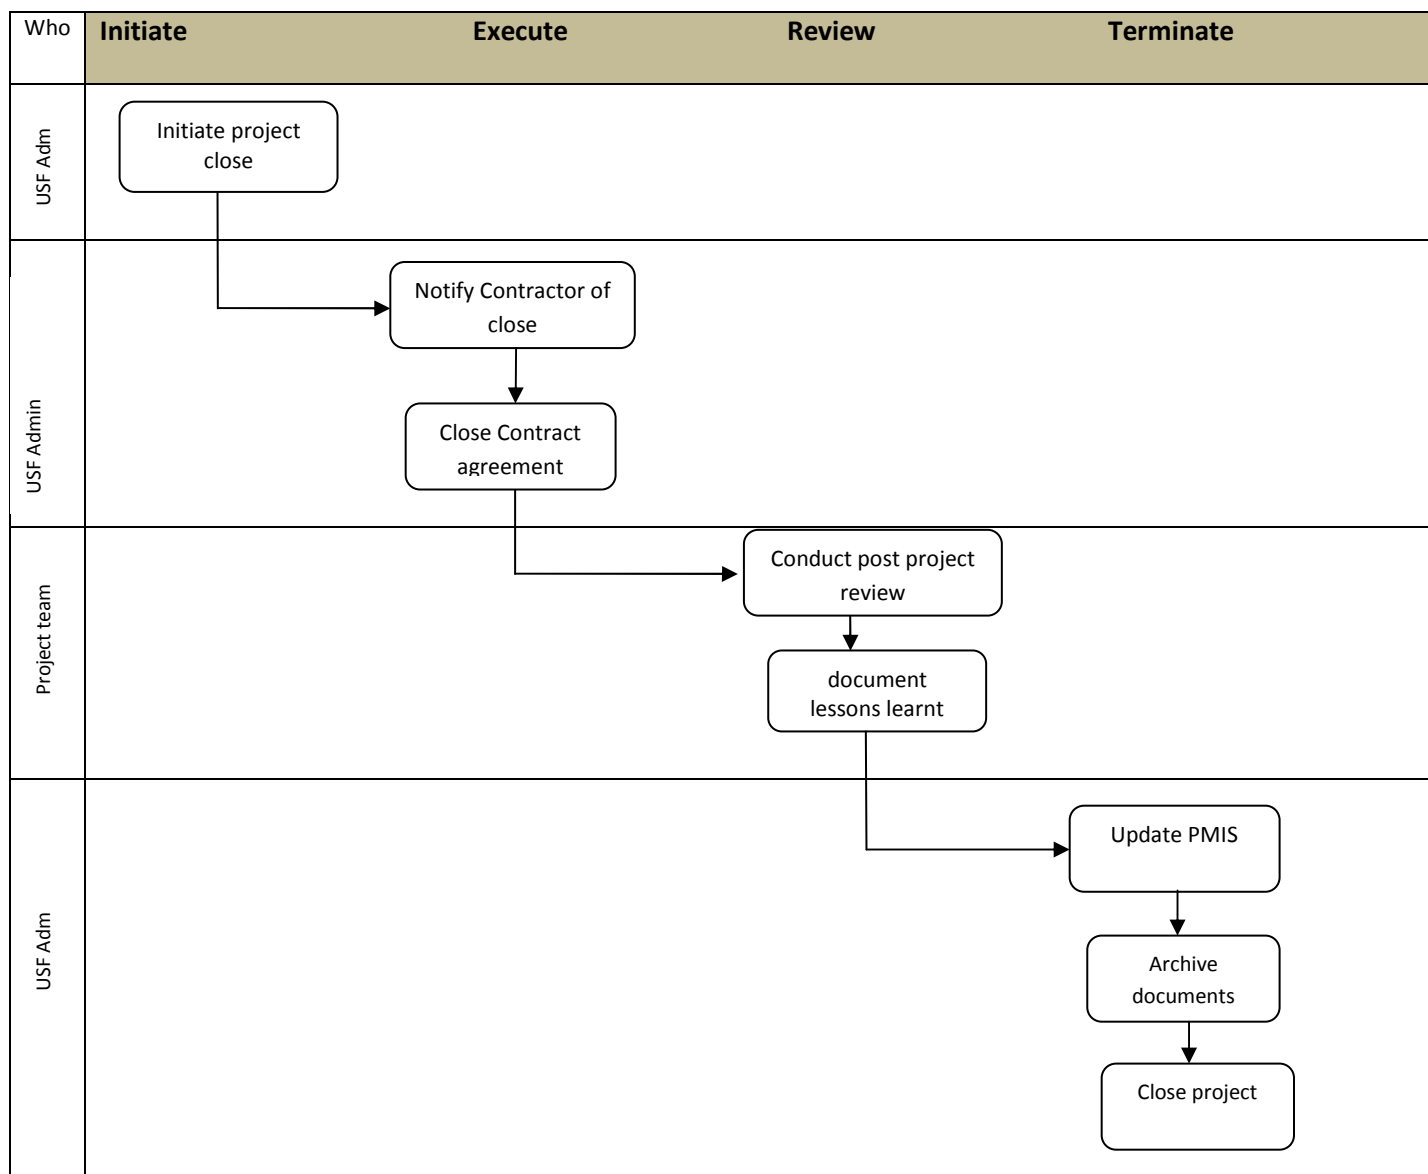 Who
Initiate
Execute
Review
Terminate
USF Adm
Initiate project
close
USF Admin
Notify Contractor of
close
Close Contract
agreement
Project team
Conduct post project
review
document
lessons learnt
USF Adm
Update PMIS
Archive
documents
Close project